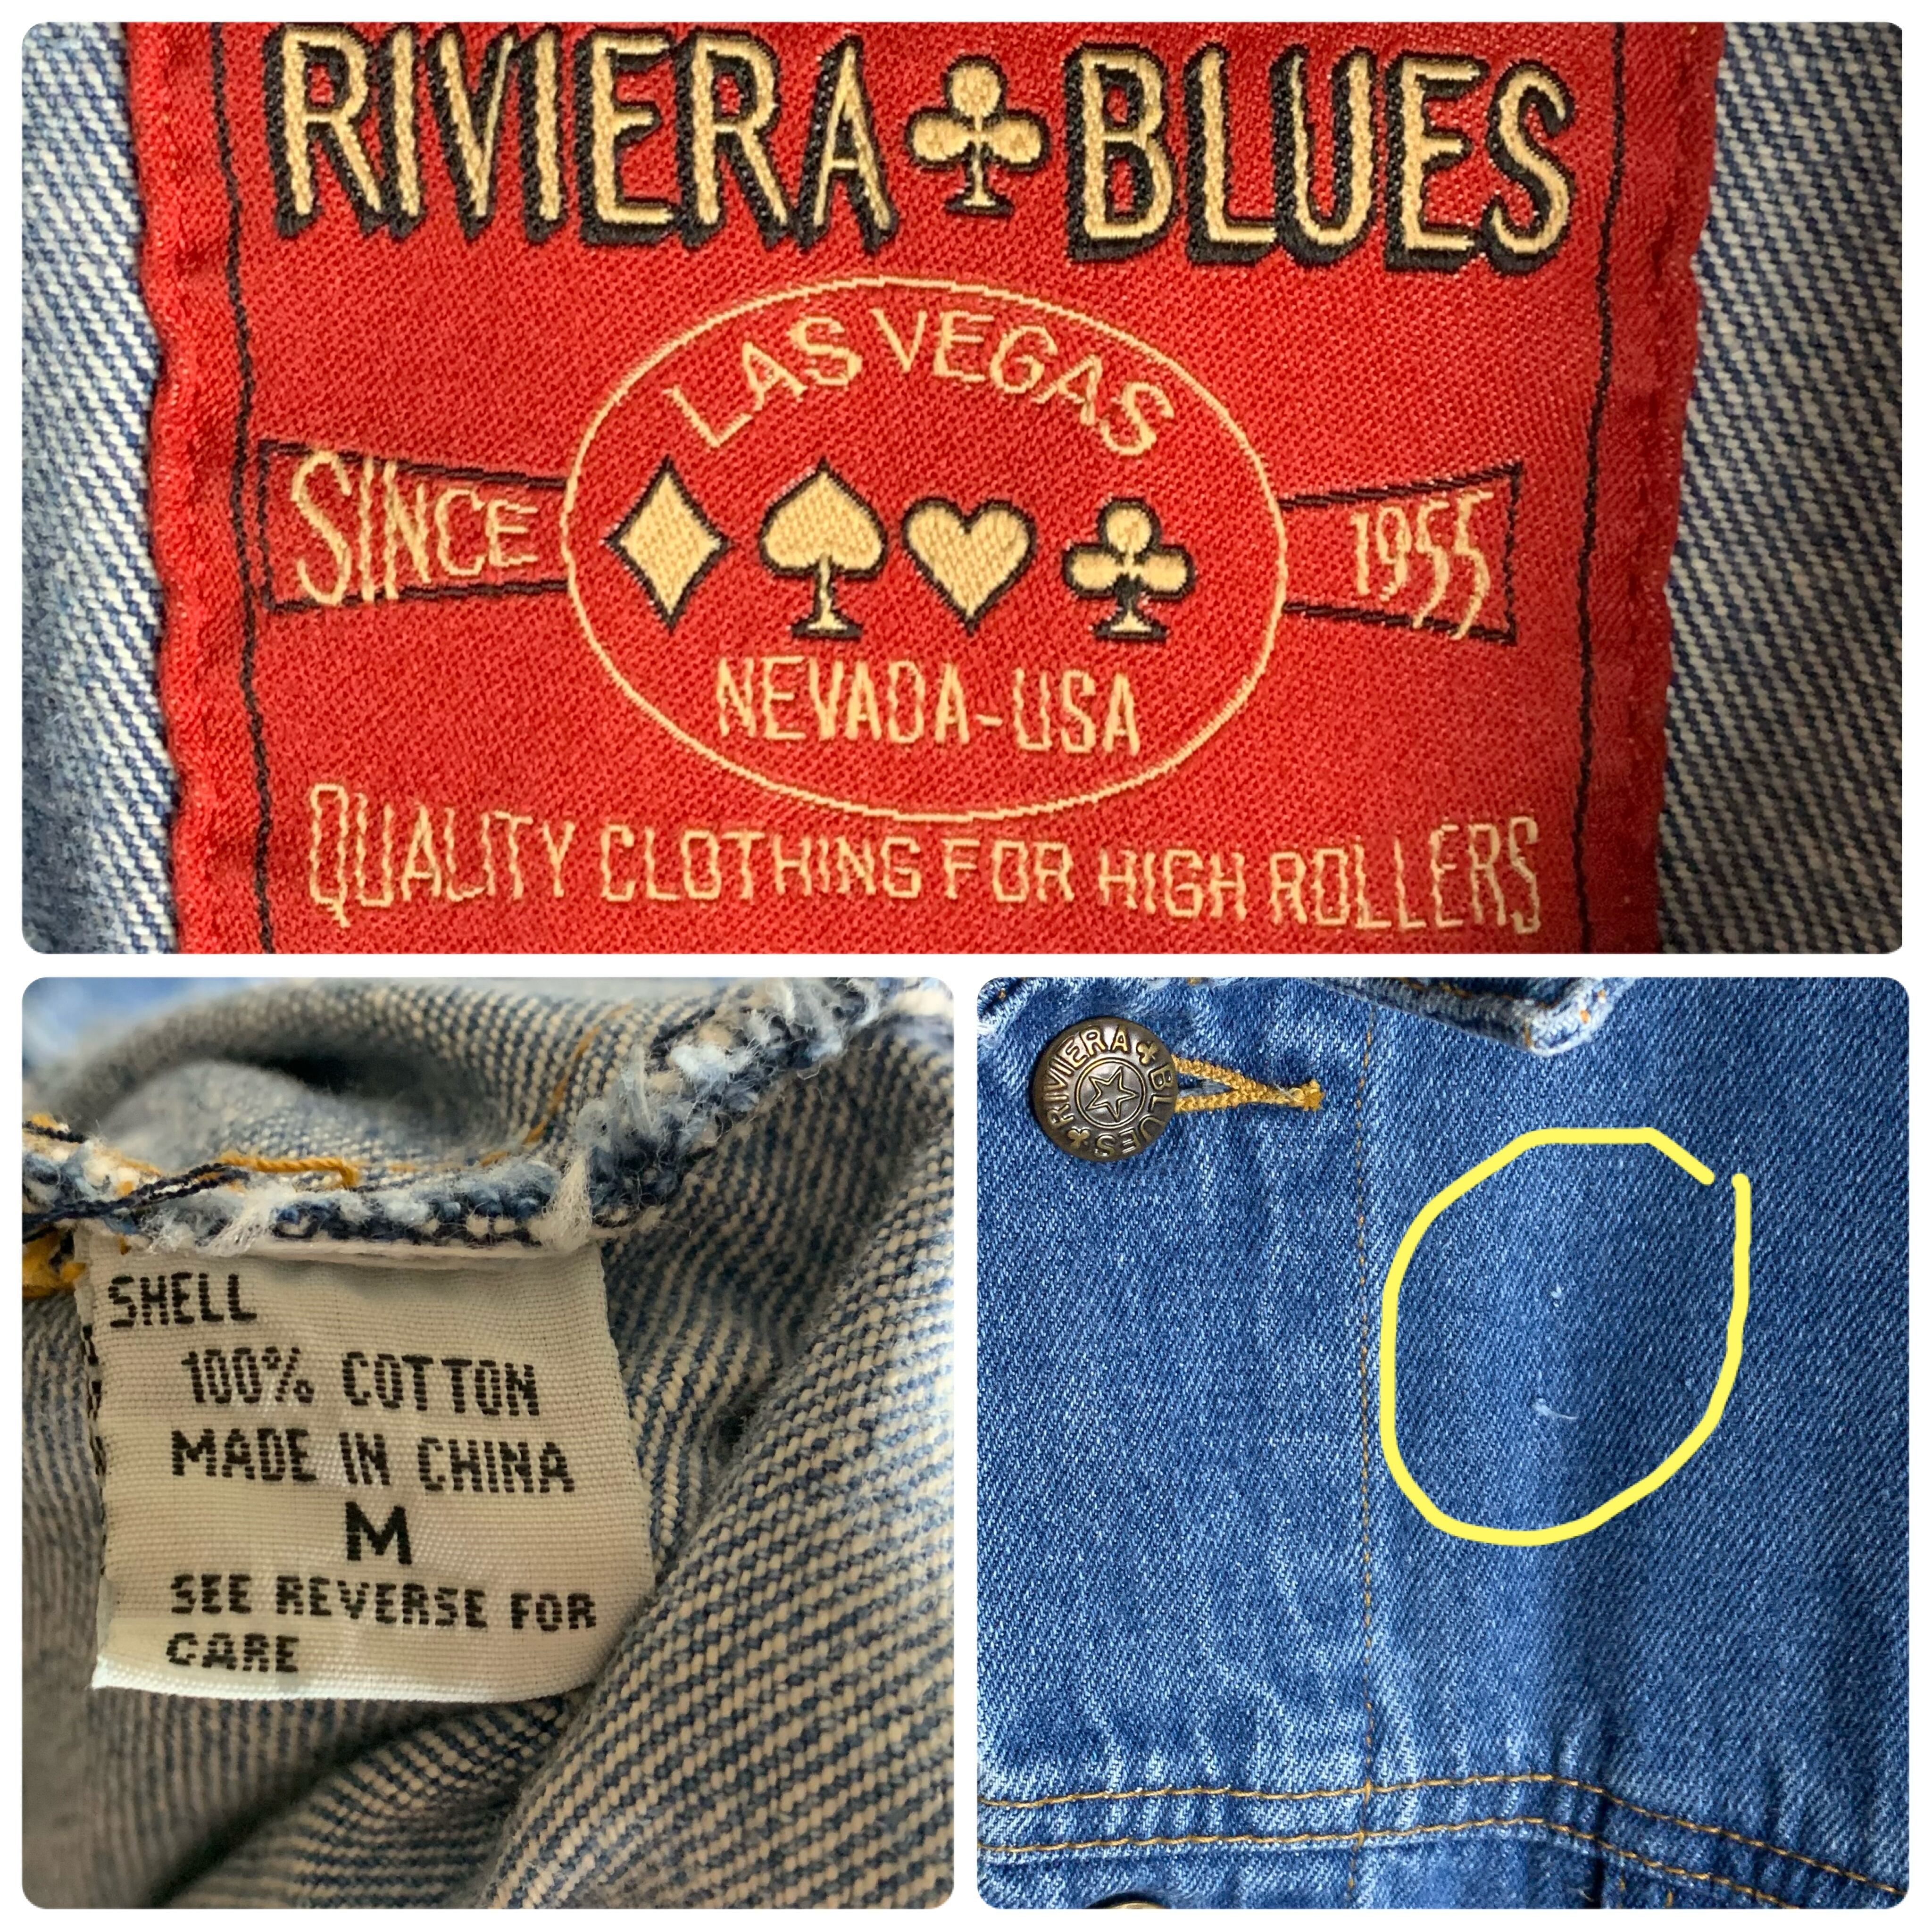 RIVIERA ♣ BLUES
LAS VEGAS
SINCE
1955
NEVADA-USA
QUALITY CLOTHING FOR HIGH ROLLERS
SHELL
100% COTTON
MADE IN CHINA
M
SEE REVERSE FOR
CARE
RIVIERA ♣ BLUES ♣